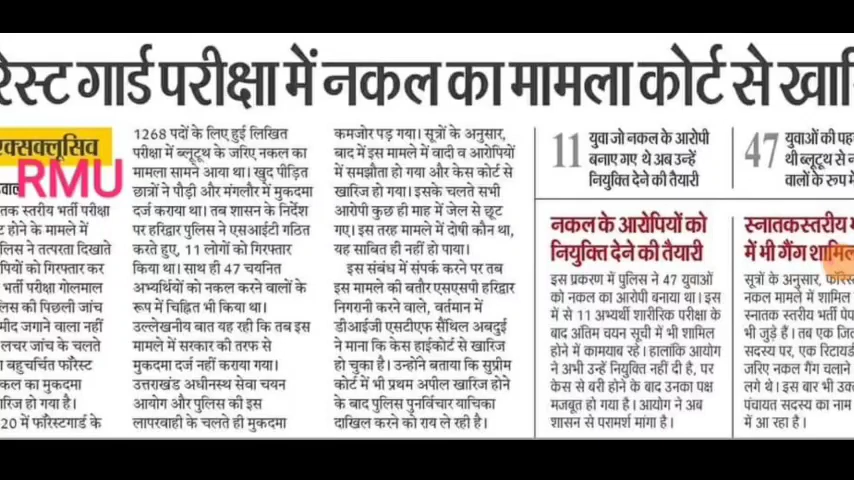 रेस्ट गार्ड परीक्षा में नकल का मामला कोर्ट से खारि
एक्सक्लूसिव
RMU
तक स्तरीय भर्ती परीक्षा
ट होने के मामले में
लिस ने तत्परता दिखाते
पियों को गिरफ्तार कर
भर्ती परीक्षा गोलमाल
लिस की पिछली जांच
मीद जगाने वाला नहीं
लचर जांच के चलते
बहुचर्चित फॉरेस्ट
कल का मुकदमा
ारिज हो गया है।
20 में फॉरेस्टगार्ड के
1268 पदों के लिए हुई लिखित
परीक्षा में ब्लूटूथ के जरिए नकल का
मामला सामने आया था। खुद पीड़ित
छात्रों ने पौड़ी और मंगलौर में मुकदमा
दर्ज कराया था। तब शासन के निर्देश
पर हरिद्वार पुलिस ने एसआईटी गठित
करते हुए, 11 लोगों को गिरफ्तार
किया था। साथ ही 47 चयनित
अभ्यर्थियों को नकल करने वालों के
रूप में चिह्नित भी किया था।
उल्लेखनीय बात यह रही कि तब इस
मामले में सरकार की तरफ से
मुकदमा दर्ज नहीं कराया गया।
उत्तराखंड अधीनस्थ सेवा चयन
आयोग और पुलिस की इस
लापरवाही के चलते ही मुकदमा
कमजोर पड़ गया। सूत्रों के अनुसार,
बाद में इस मामले में वादी व आरोपियों
में समझौता हो गया और केस कोर्ट से
खारिज हो गया। इसके चलते सभी
आरोपी कुछ ही माह में जेल से छूट
गए। इस तरह मामले में दोषी कौन था,
यह साबित ही नहीं हो पाया।
इस संबंध में संपर्क करने पर तब
इस मामले की बतौर एसएसपी हरिद्वार
निगरानी करने वाले, वर्तमान में
डीआईजी एसटीएफ सैंथिल अबदुई
ने माना कि केस हाईकोर्ट से खारिज
हो चुका है। उन्होंने बताया कि सुप्रीम
कोर्ट में भी प्रथम अपील खारिज होने
के बाद पुलिस पुनर्विचार याचिका
दाखिल करने को राय ले रही है।
11 युवा जो नकल के आरोपी
बनाए गए थे अब उन्हें
नियुक्ति देने की तैयारी
47 युवाओं की पह
थी ब्लूटूथ से न
वालों के रूप में
नकल के आरोपियों को
नियुक्ति देने की तैयारी
इस प्रकरण में पुलिस ने 47 युवाओं
को नकल का आरोपी बनाया था। इस
में से 11 अभ्यर्थी शारीरिक परीक्षा के
बाद अंतिम चयन सूची में भी शामिल
होने में कामयाब रहे। हालांकि आयोग
ने अभी उन्हें नियुक्ति नहीं दी है, पर
केस से बरी होने के बाद उनका पक्ष
मजबूत हो गया है। आयोग ने अब
शासन से परामर्श मांगा है।
स्नातकस्तरीय भ
में भी गैंग शामिल
सूत्रों के अनुसार, फॉरेस
नकल मामले में शामिल
स्नातक स्तरीय भर्ती पेप
भी जुड़े हैं। तब एक जिल
सदस्य पर, एक रिटायर्ड
जरिए नकल गैंग चलाने
लगे थे। इस बार भी उक
पंचायत सदस्य का नाम
में आ रहा है।